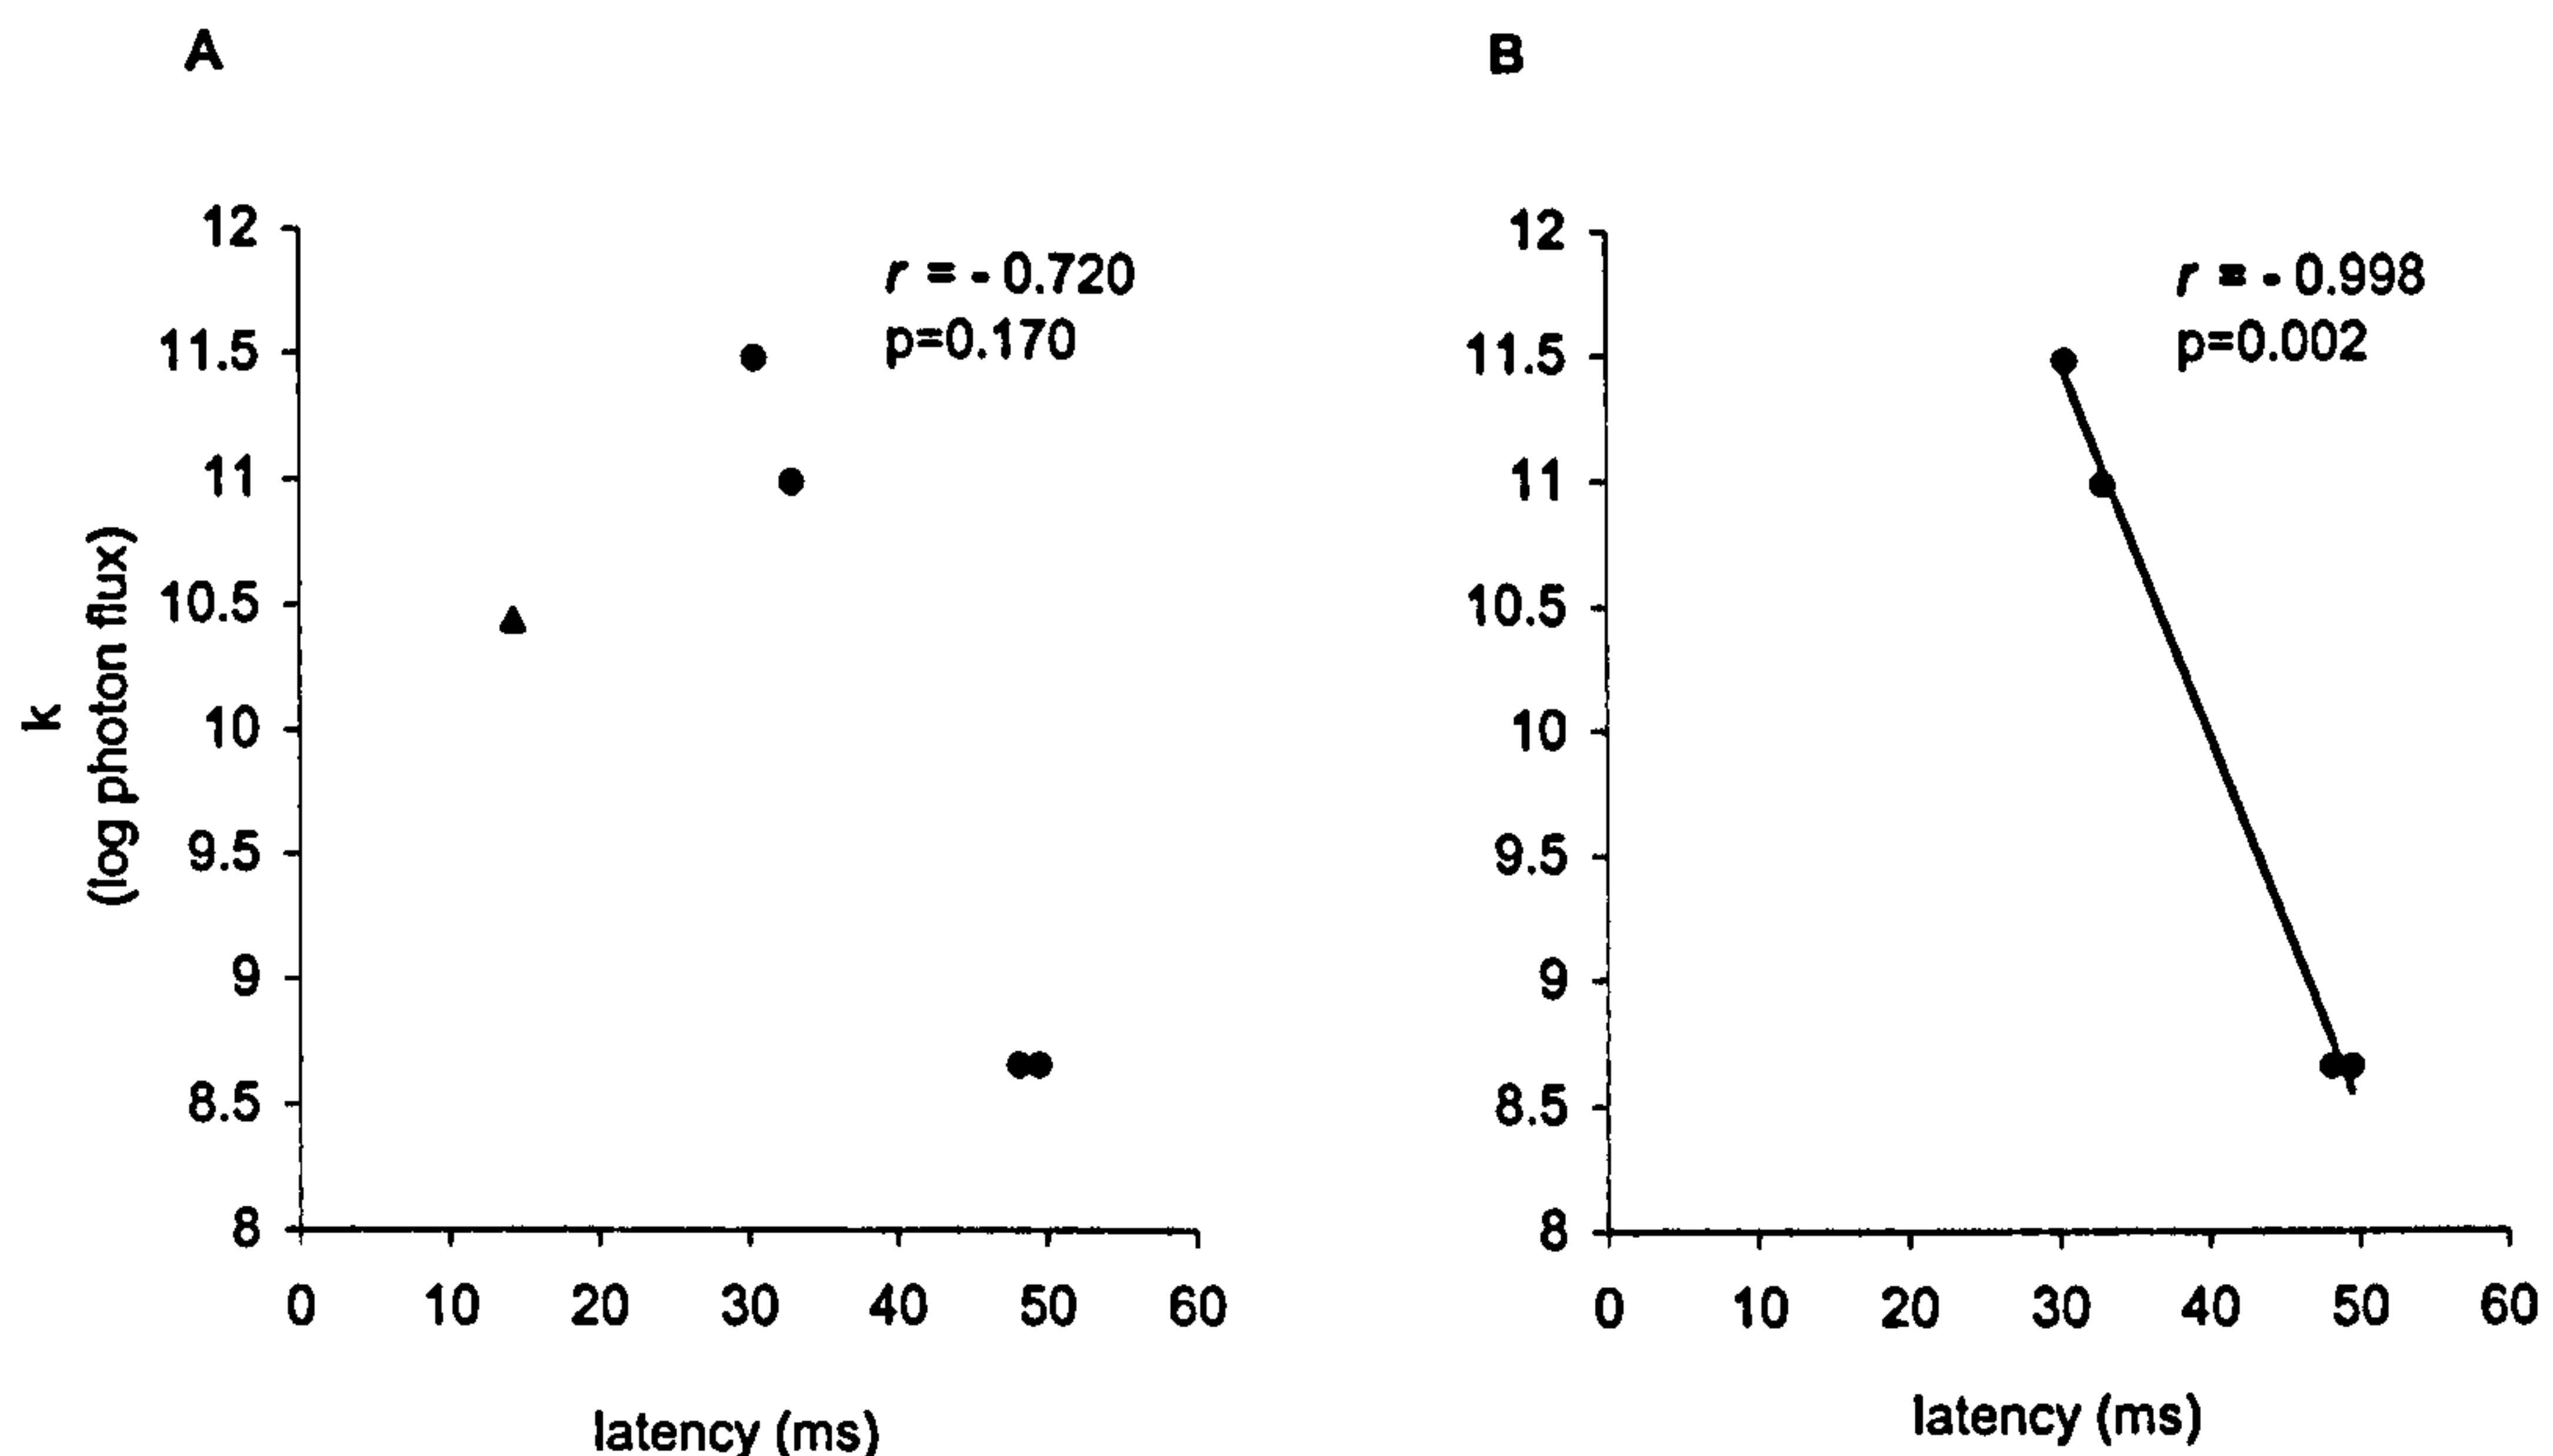 A
B
12
11.5
11
10.5
10
9.5
9
8.5
8
k
(log photon flux)
r = - 0.720
p=0.170
0 10 20 30 40 50 60
latency (ms)
12
11.5
11
10.5
10
9.5
9
8.5
8
r = - 0.998
p=0.002
0 10 20 30 40 50 60
latency (ms)